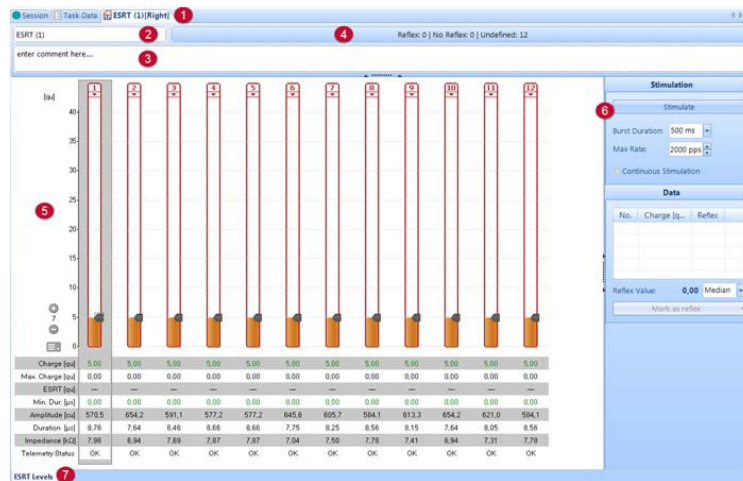 Session Task Data ESRT (1)[Right] 1
ESRT (1) 2 4 Reflex: 0 | No Reflex: 0 | Undefined: 12
enter comment here.... 3
[qu] 1 2 3 4 5 6 7 8 9 10 11 12
40
35
30
25
5
20
15
10
5
7
0
Charge [qu] 5,00 5,00 5,00 5,00 5,00 5,00 5,00 5,00 5,00 5,00 5,00 5,00
Max. Charge [qu] 0,00 0,00 0,00 0,00 0,00 0,00 0,00 0,00 0,00 0,00 0,00 0,00
ESRT [qu] — — — — — — — — — — — —
Min. Dur. [µs] 0,00 0,00 0,00 0,00 0,00 0,00 0,00 0,00 0,00 0,00 0,00 0,00
Amplitude [cu] 570,5 654,2 591,1 577,2 577,2 645,6 605,7 584,1 613,3 654,2 621,0 584,1
Duration [µs] 8,76 7,64 8,46 8,66 8,66 7,75 8,25 8,56 8,15 7,64 8,05 8,56
Impedance [kΩ] 7,96 6,94 7,69 7,87 7,87 7,04 7,50 7,78 7,41 6,94 7,31 7,78
Telemetry Status OK OK OK OK OK OK OK OK OK OK OK OK
ESRT Levels 7
Stimulation
6 Stimulate
Burst Duration: 500 ms
Max Rate: 2000 pps
Continuous Stimulation
Data
No. Charge [q... Reflex
Reflex Value: 0,00 Median
Mark as reflex